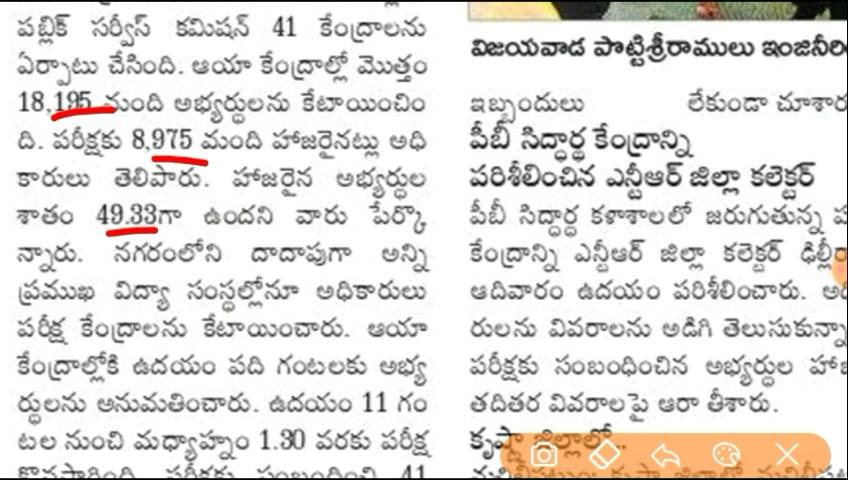 పబ్లిక్ సర్వీస్ కమిషన్ 41 కేంద్రాలను
ఏర్పాటు చేసింది. ఆయా కేంద్రాల్లో మొత్తం
18,195 మంది అభ్యర్థులను కేటాయించిం
ది. పరీక్షకు 8,975 మంది హాజరైనట్లు అధి
కారులు తెలిపారు. హాజరైన అభ్యర్థుల
శాతం 49.33గా ఉందని వారు పేర్కొ
న్నారు. నగరంలోని దాదాపుగా అన్ని
ప్రముఖ విద్యా సంస్థల్లోనూ అధికారులు
పరీక్ష కేంద్రాలను కేటాయించారు. ఆయా
కేంద్రాల్లోకి ఉదయం పది గంటలకు అభ్య
ర్థులను అనుమతించారు. ఉదయం 11 గం
టల నుంచి మధ్యాహ్నం 1.30 వరకు పరీక్ష
కొనసాగింది. పరీక్షకు సంబంధించి 41
విజయవాడ పొట్టిశ్రీరాములు ఇంజినీరి
ఇబ్బందులు లేకుండా చూశార
పీబీ సిద్ధార్థ కేంద్రాన్ని
పరిశీలించిన ఎన్టీఆర్ జిల్లా కలెక్టర్
పీబీ సిద్ధార్థ కళాశాలలో జరుగుతున్న ప
కేంద్రాన్ని ఎన్టీఆర్ జిల్లా కలెక్టర్ ఢిల్లీర
ఆదివారం ఉదయం పరిశీలించారు. అ
రులను వివరాలను అడిగి తెలుసుకున్నా
పరీక్షకు సంబంధించిన అభ్యర్థుల హా
తదితర వివరాలపై ఆరా తీశారు.
కృష్ణా జిల్లాలో..